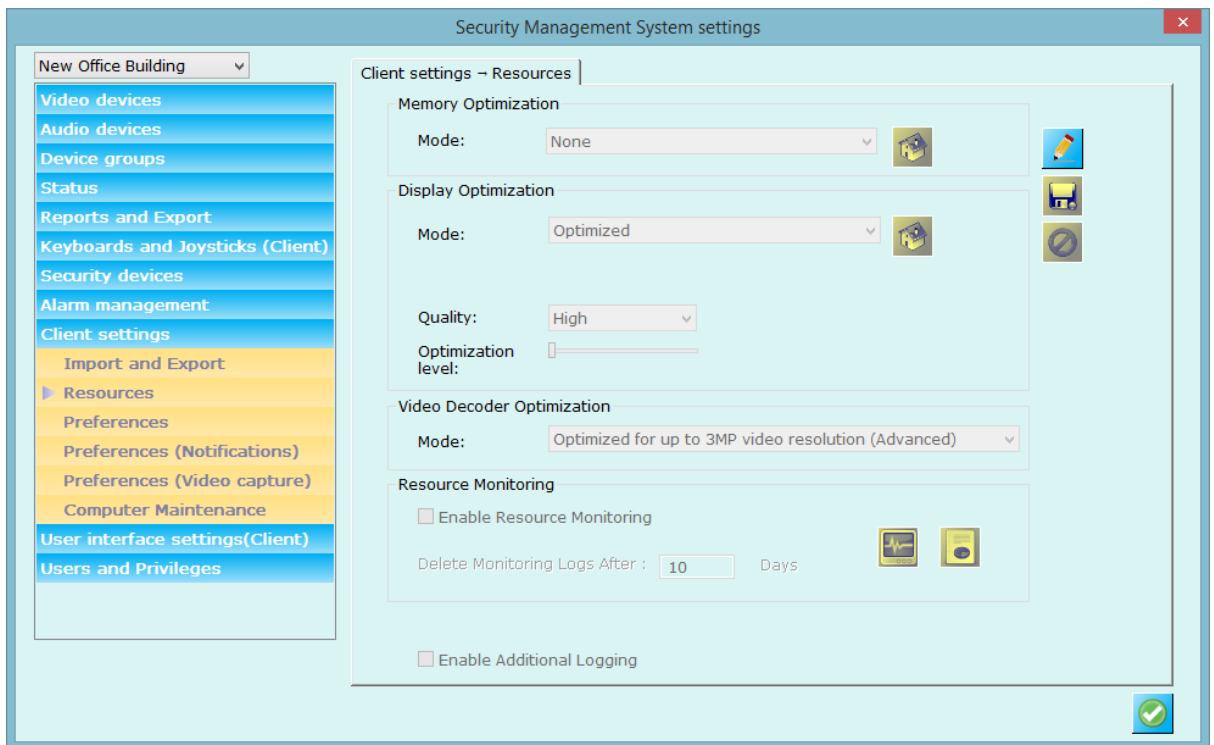 Security Management System settings
New Office Building
Video devices
Audio devices
Device groups
Status
Reports and Export
Keyboards and Joysticks (Client)
Security devices
Alarm management
Client settings
Import and Export
Resources
Preferences
Preferences (Notifications)
Preferences (Video capture)
Computer Maintenance
User interface settings(Client)
Users and Privileges
Client settings → Resources
Memory Optimization
Mode: None
Display Optimization
Mode: Optimized
Quality: High
Optimization
level:
Video Decoder Optimization
Mode: Optimized for up to 3MP video resolution (Advanced)
Resource Monitoring
Enable Resource Monitoring
Delete Monitoring Logs After : 10 Days
Enable Additional Logging